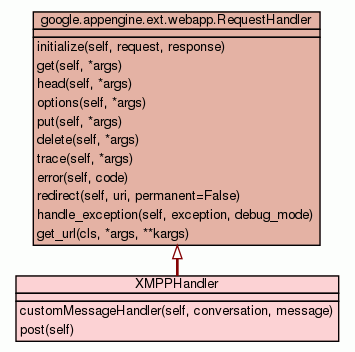 google.appengine.ext.webapp.RequestHandler
initialize(self, request, response)
get(self, *args)
head(self, *args)
options(self, *args)
put(self, *args)
delete(self, *args)
trace(self, *args)
error(self, code)
redirect(self, uri, permanent=False)
handle_exception(self, exception, debug_mode)
get_url(cls, *args, **kargs)
XMPPHandler
customMessageHandler(self, conversation, message)
post(self)